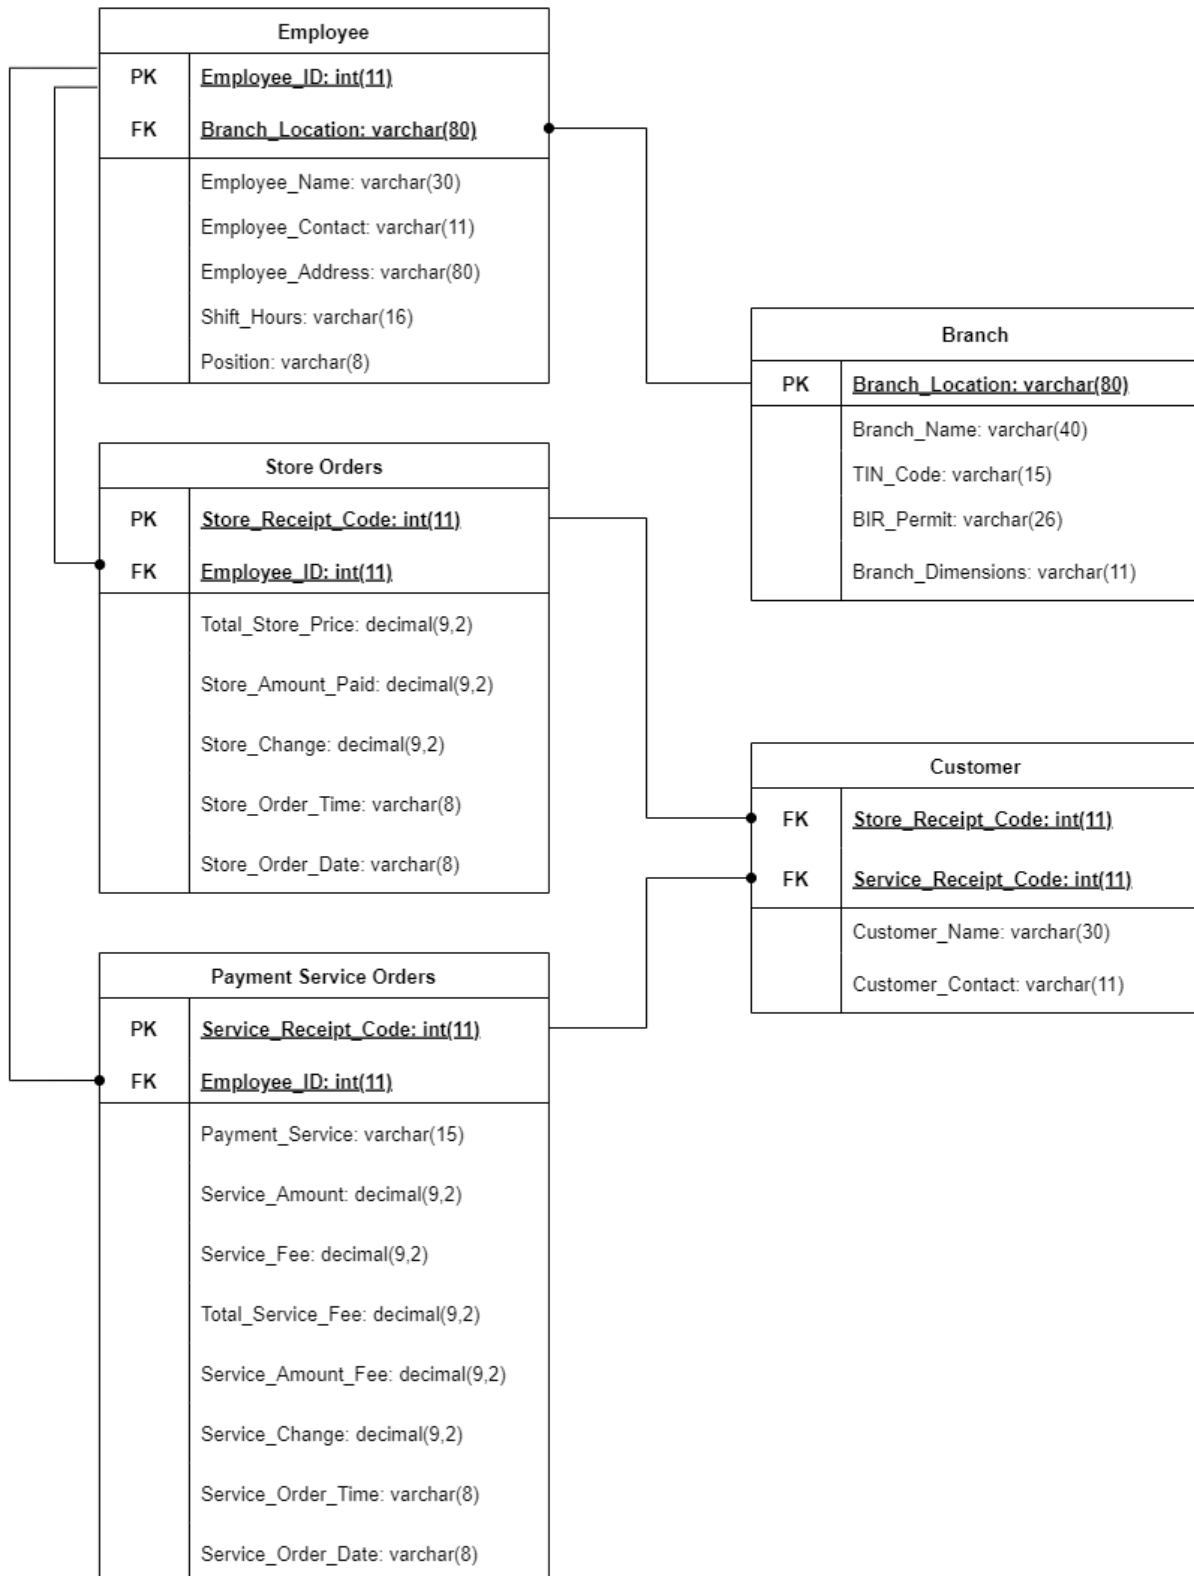 Employee
PK Employee_ID: int(11)
FK Branch_Location: varchar(80)
Employee_Name: varchar(30)
Employee_Contact: varchar(11)
Employee_Address: varchar(80)
Shift_Hours: varchar(16)
Position: varchar(8)
Branch
PK Branch_Location: varchar(80)
Branch_Name: varchar(40)
TIN_Code: varchar(15)
BIR_Permit: varchar(26)
Branch_Dimensions: varchar(11)
Store Orders
PK Store_Receipt_Code: int(11)
FK Employee_ID: int(11)
Total_Store_Price: decimal(9,2)
Store_Amount_Paid: decimal(9,2)
Store_Change: decimal(9,2)
Store_Order_Time: varchar(8)
Store_Order_Date: varchar(8)
Customer
FK Store_Receipt_Code: int(11)
FK Service_Receipt_Code: int(11)
Customer_Name: varchar(30)
Customer_Contact: varchar(11)
Payment Service Orders
PK Service_Receipt_Code: int(11)
FK Employee_ID: int(11)
Payment_Service: varchar(15)
Service_Amount: decimal(9,2)
Service_Fee: decimal(9,2)
Total_Service_Fee: decimal(9,2)
Service_Amount_Fee: decimal(9,2)
Service_Change: decimal(9,2)
Service_Order_Time: varchar(8)
Service_Order_Date: varchar(8)